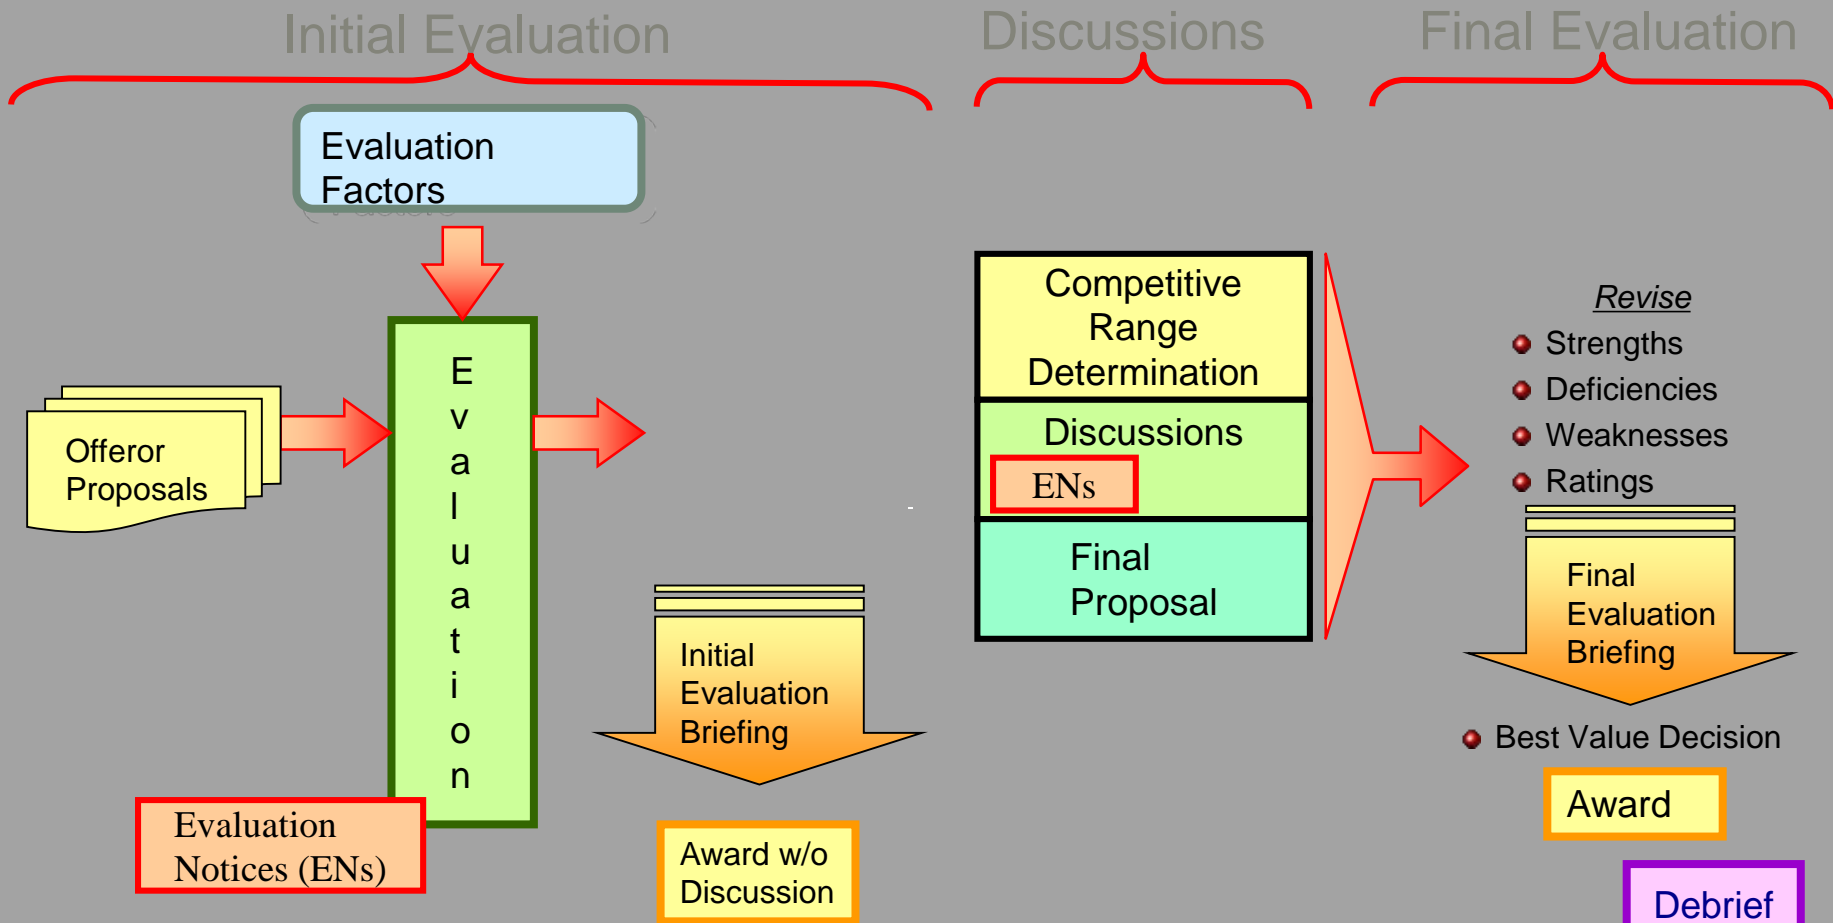 Initial Evaluation
Discussions
Final Evaluation
Evaluation
Factors
Offeror
Proposals
Evaluation
Evaluation
Notices (ENs)
Initial
Evaluation
Briefing
Award w/o
Discussion
Competitive
Range
Determination
Discussions
ENs
Final
Proposal
Revise
Strengths
Deficiencies
Weaknesses
Ratings
Final
Evaluation
Briefing
Best Value Decision
Award
Debrief